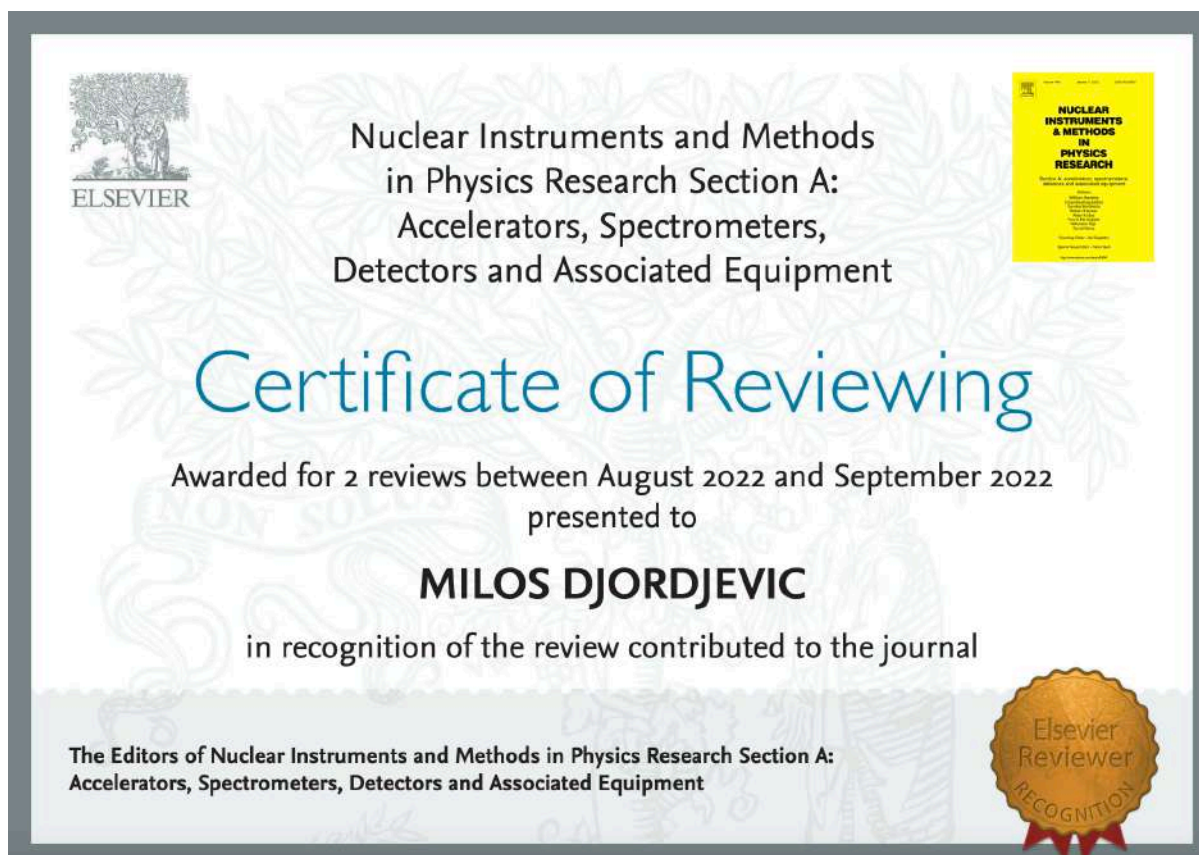 ELSEVIER
Nuclear Instruments and Methods
in Physics Research Section A:
Accelerators, Spectrometers,
Detectors and Associated Equipment
NUCLEAR
INSTRUMENTS
& METHODS
IN
PHYSICS
RESEARCH
Certificate of Reviewing
Awarded for 2 reviews between August 2022 and September 2022
presented to
NON SOLUS
MILOS DJORDJEVIC
in recognition of the review contributed to the journal
The Editors of Nuclear Instruments and Methods in Physics Research Section A:
Accelerators, Spectrometers, Detectors and Associated Equipment
Elsevier
Reviewer
RECOGNITION